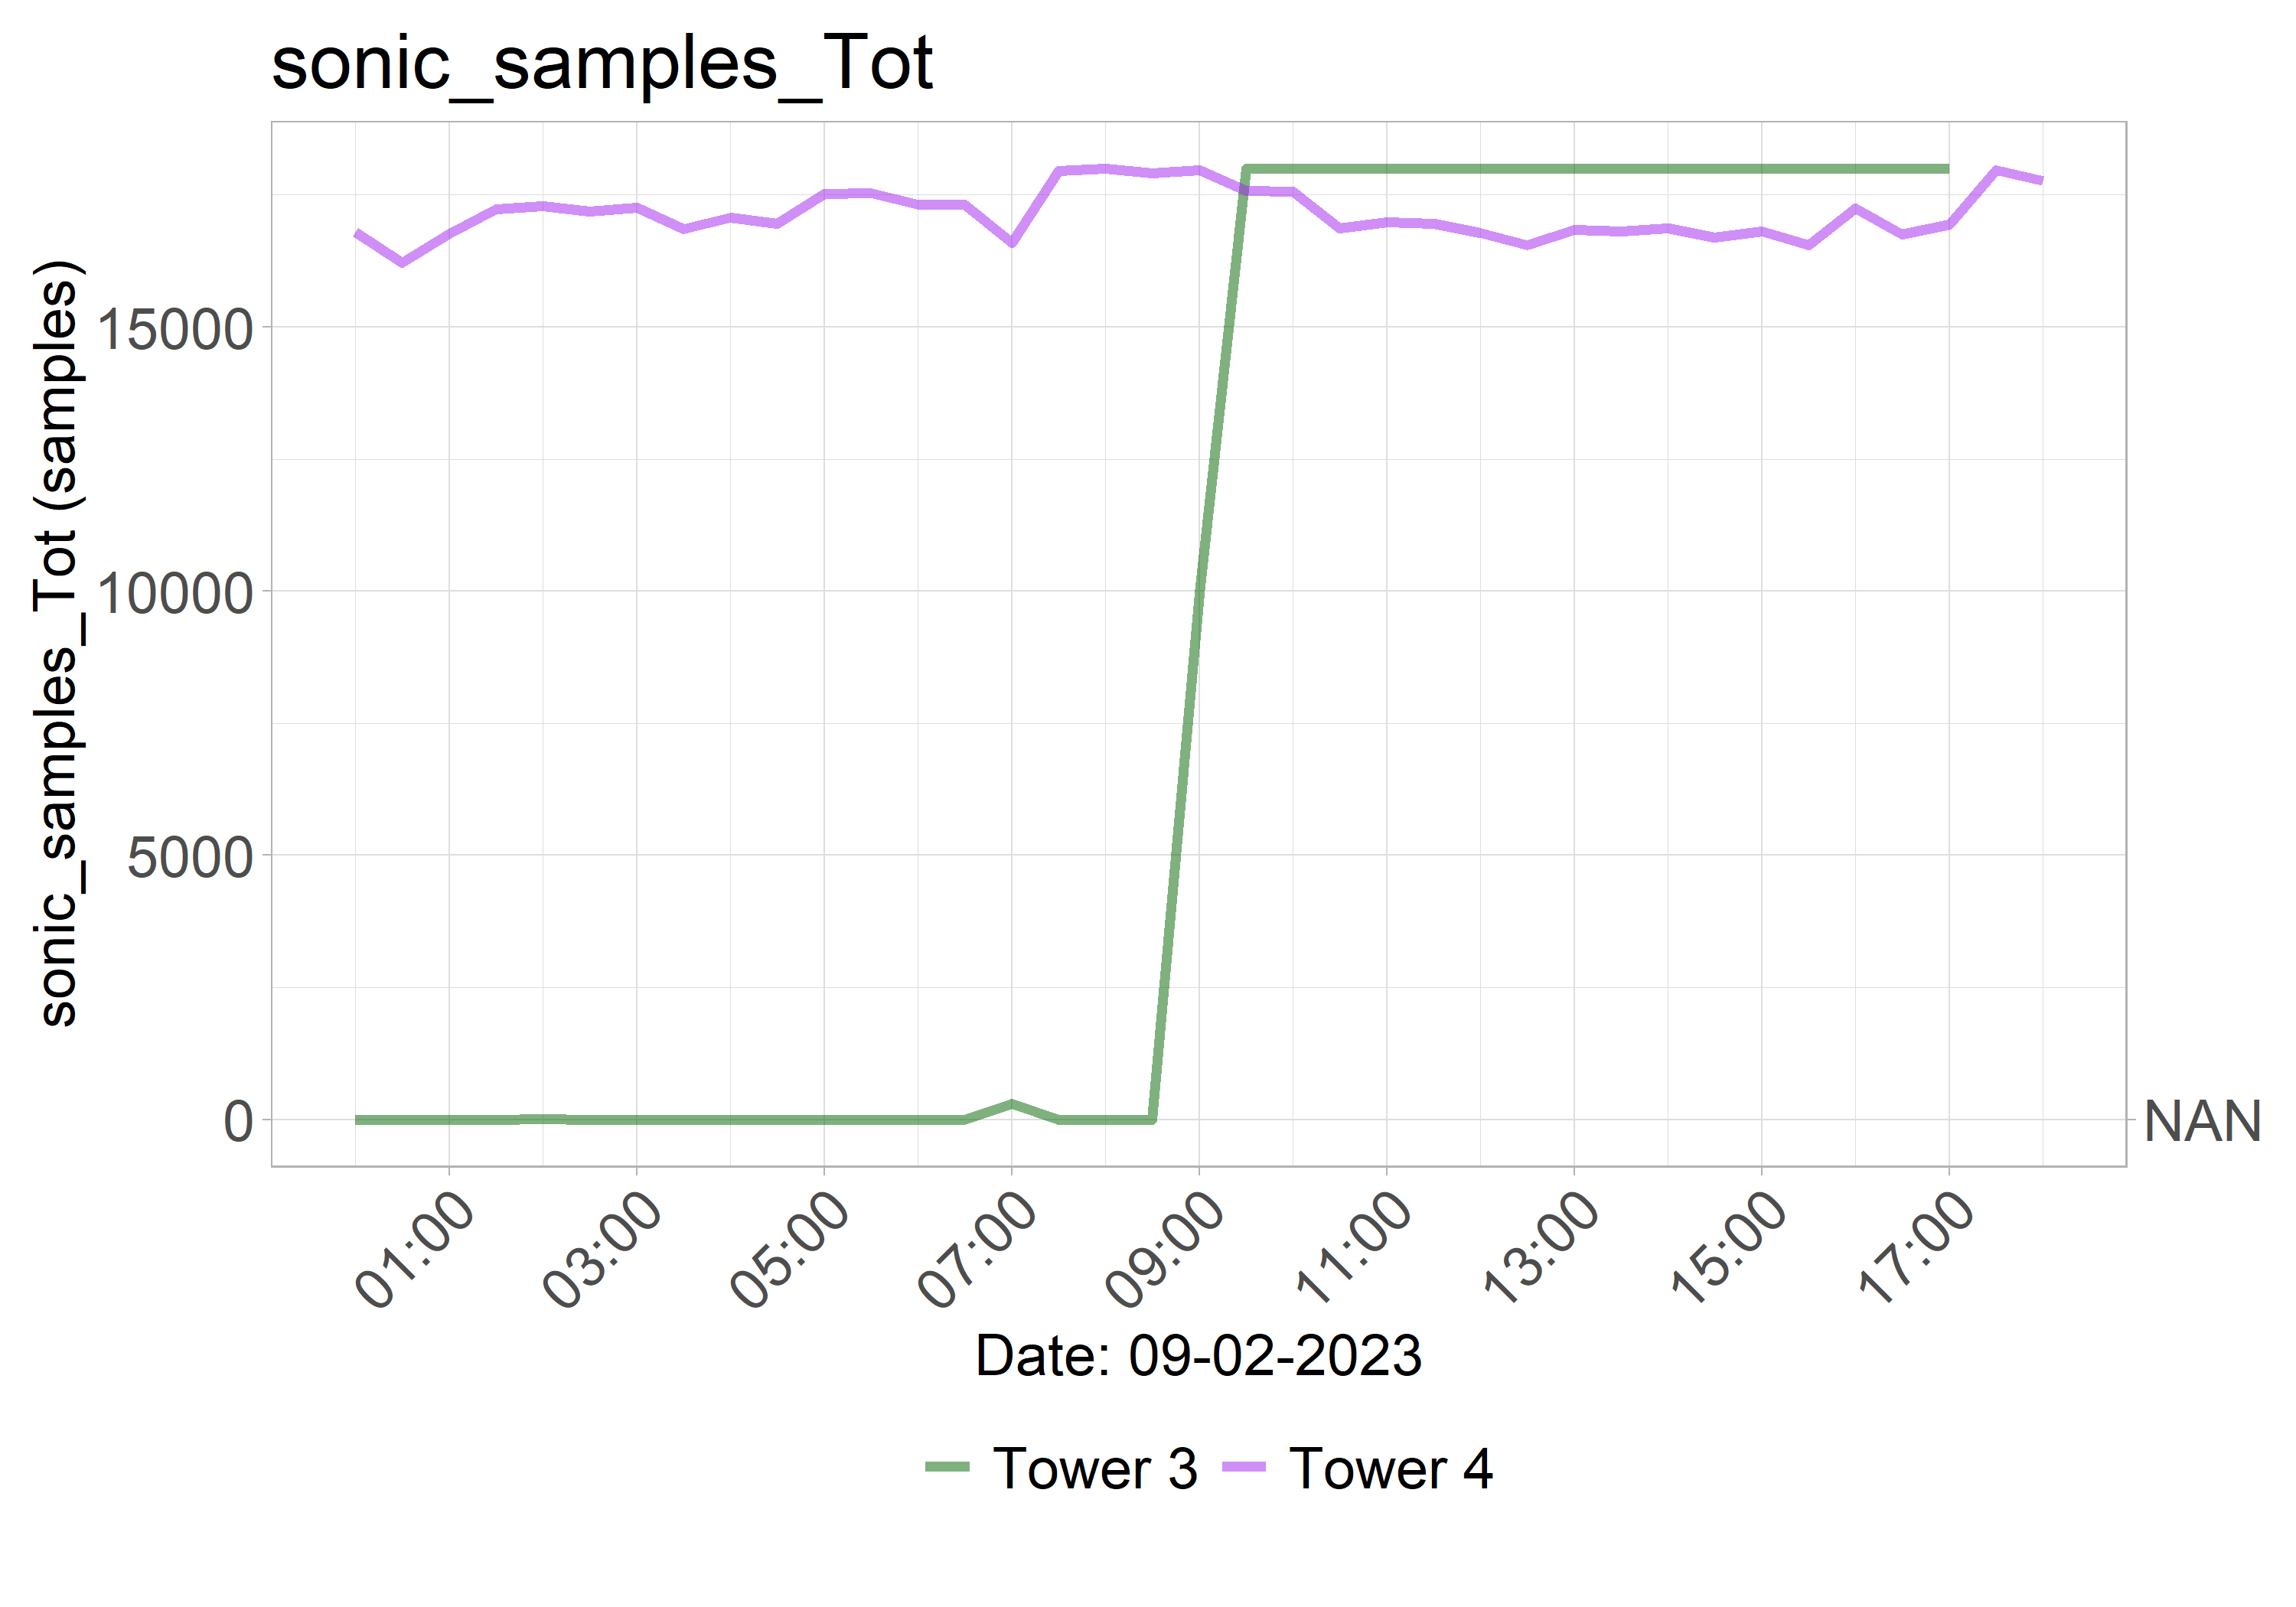 sonic_samples_Tot
sonic_samples_Tot (samples)
15000
10000
5000
0
NAN
01:00
03:00
05:00
07:00
09:00
11:00
13:00
15:00
17:00
Date: 09-02-2023
Tower 3
Tower 4